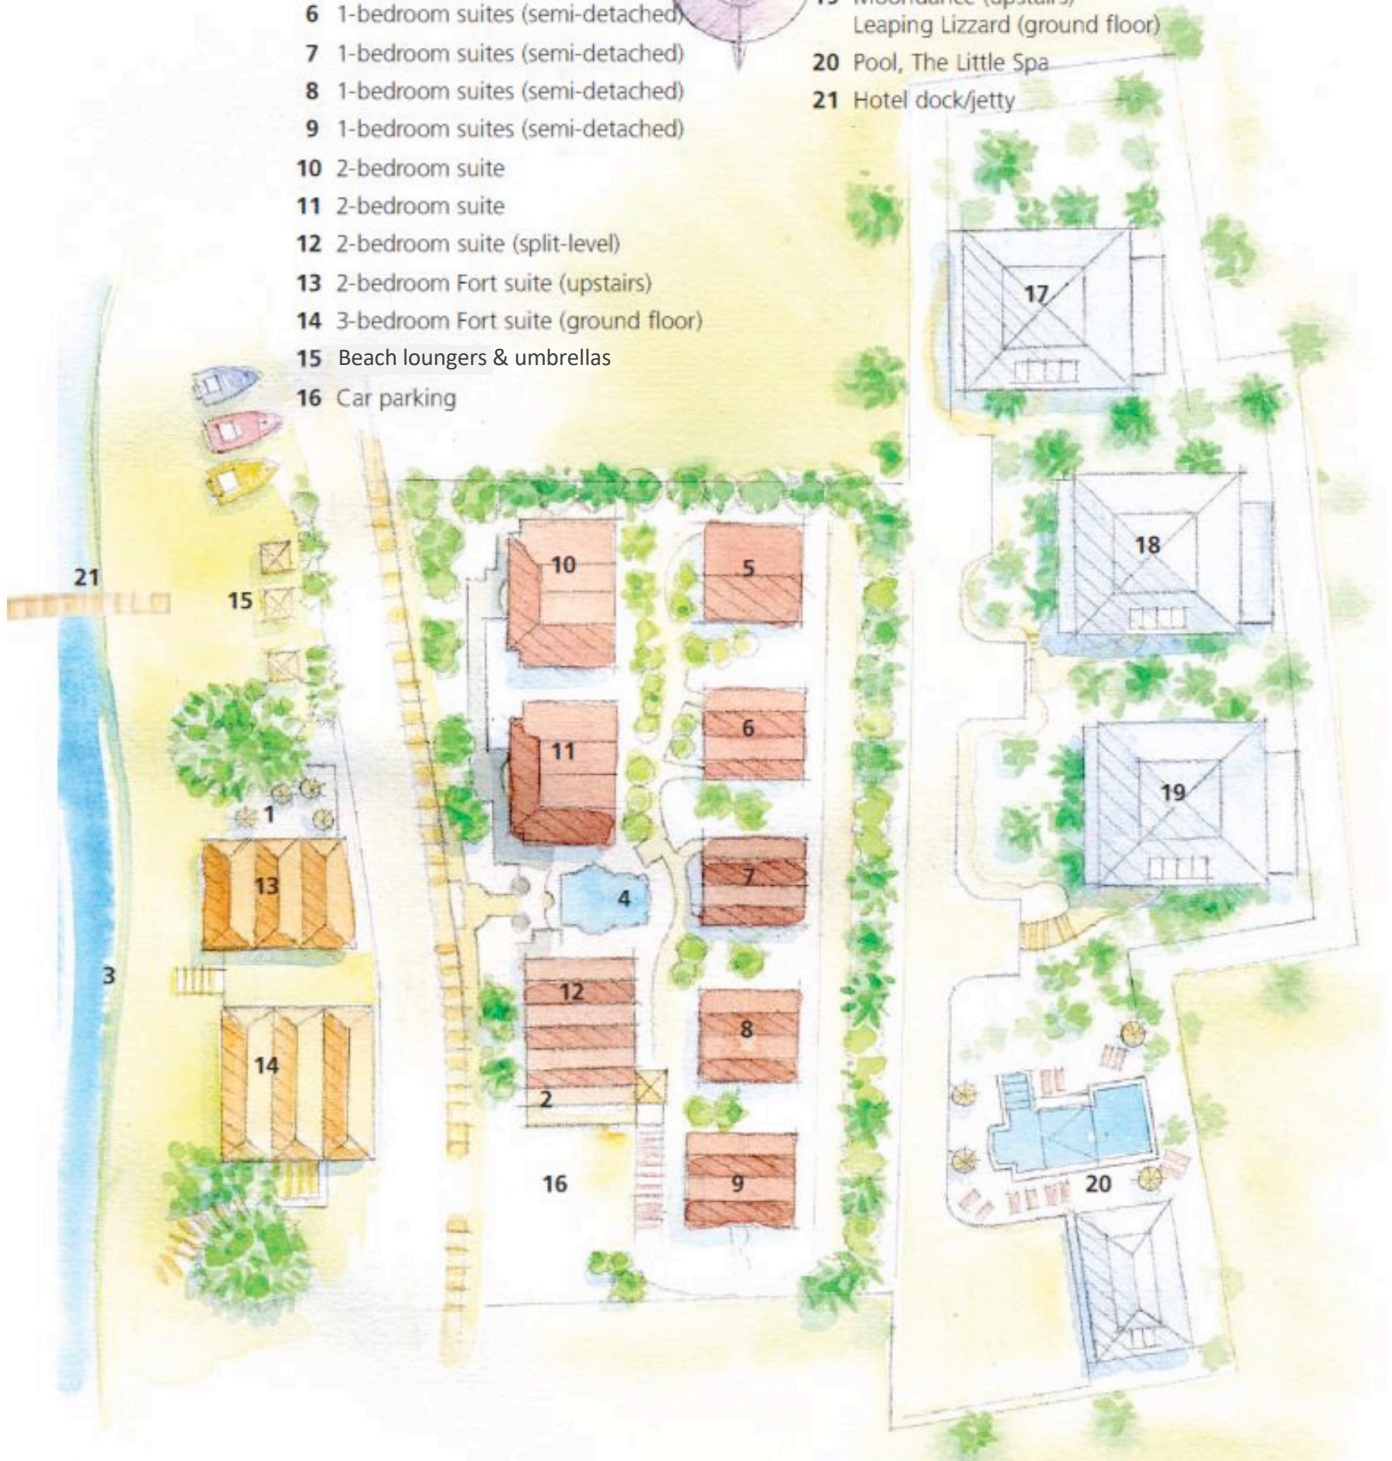 6 1-bedroom suites (semi-detached)
7 1-bedroom suites (semi-detached)
8 1-bedroom suites (semi-detached)
9 1-bedroom suites (semi-detached)
10 2-bedroom suite
11 2-bedroom suite
12 2-bedroom suite (split-level)
13 2-bedroom Fort suite (upstairs)
14 3-bedroom Fort suite (ground floor)
15 Beach loungers & umbrellas
16 Car parking
19 Moondance (upstairs)
Leaping Lizzard (ground floor)
20 Pool, The Little Spa
21 Hotel dock/jetty
17
18
10
5
21
15
6
11
19
1
13
7
4
3
12
14
8
2
16
9
20